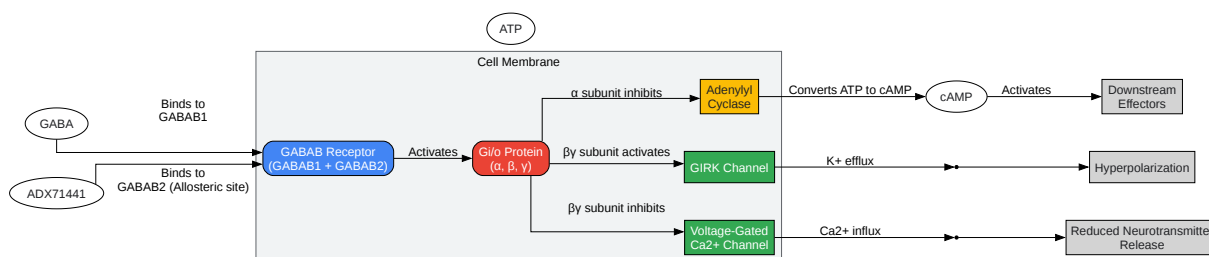 ATP
Cell Membrane
α subunit inhibits
Adenylyl
Cyclase
Converts ATP to cAMP
cAMP
Activates
Downstream
Effectors
Binds to
GABAB1
GABA
GABAB Receptor
(GABAB1 + GABAB2)
Activates
Gi/o Protein
(α, β, γ)
βγ subunit activates
GIRK Channel
K+ efflux
Hyperpolarization
Binds to
GABAB2 (Allosteric site)
ADX71441
βγ subunit inhibits
Voltage-Gated
Ca2+ Channel
Ca2+ influx
Reduced Neurotransmitte
Release